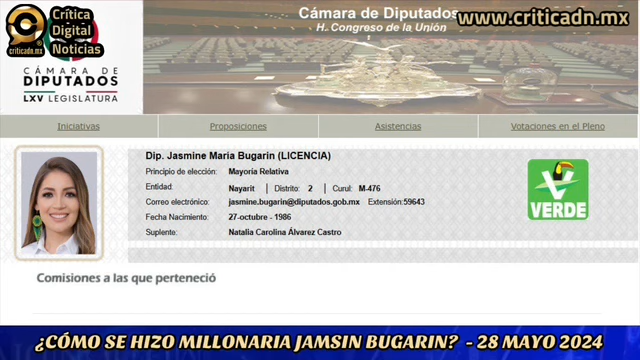 Crítica
Digital
Noticias
criticadn.mx
Cámara de Diputados
H. Congreso de la Unión
www.criticadn.mx
CÁMARA DE
DIPUTADOS
LXV LEGISLATURA
Iniciativas
Proposiciones
Asistencias
Votaciones en el Pleno
Dip. Jasmine Maria Bugarin (LICENCIA)
Principio de elección: Mayoría Relativa
Entidad: Nayarit | Distrito: 2 | Curul: M-476
Correo electrónico: jasmine.bugarin@diputados.gob.mx Extensión:59643
Fecha Nacimiento: 27-octubre - 1986
Suplente: Natalia Carolina Álvarez Castro
VERDE
Comisiones a las que perteneció
¿CÓMO SE HIZO MILLONARIA JAMSIN BUGARIN? - 28 MAYO 2024